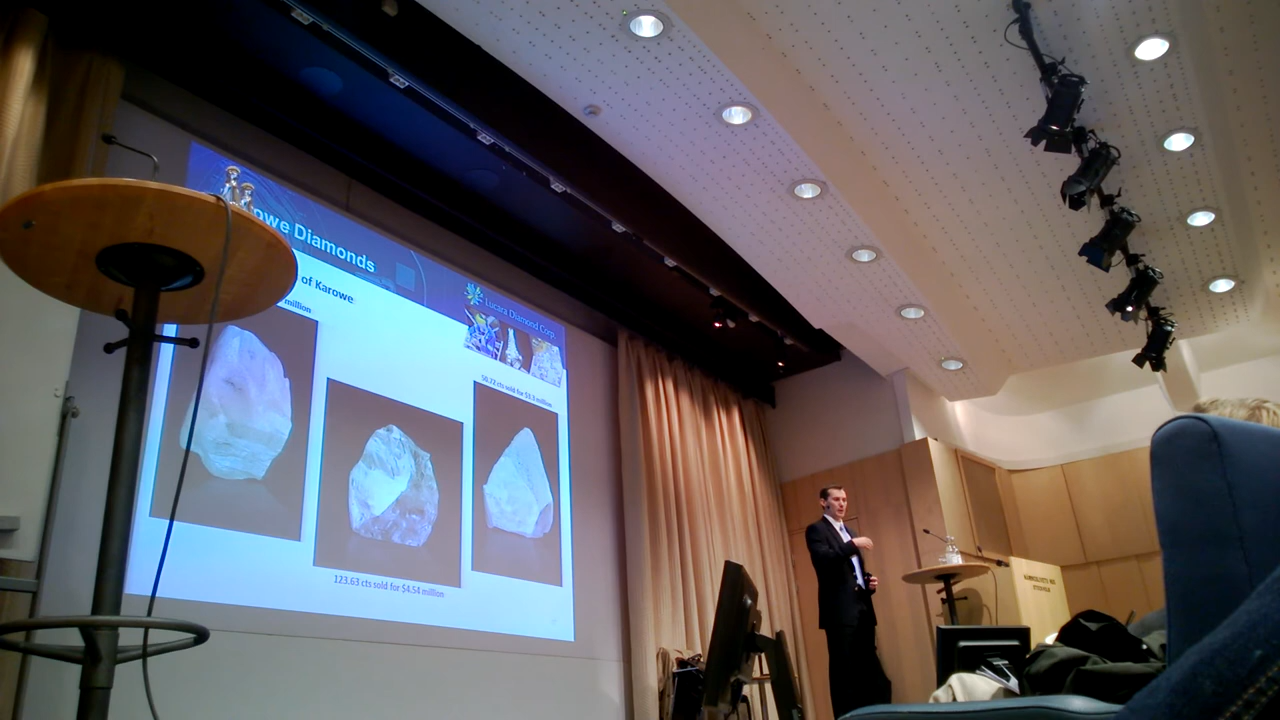 owe Diamonds
of Karowe
million
Lucara Diamond Corp.
50.72 cts sold for $3.3 million
123.63 cts sold for $4.54 million